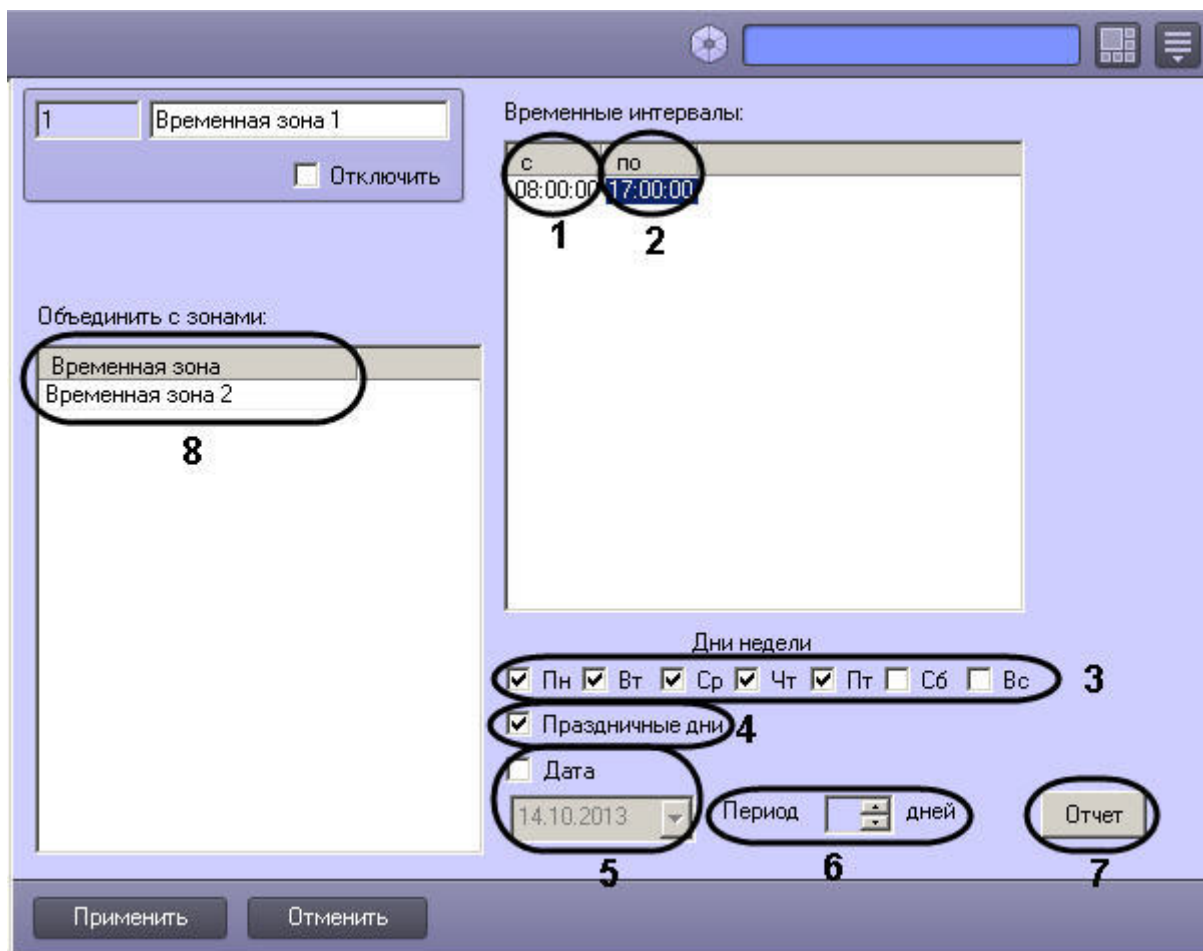 1 Временная зона 1
Отключить
Временные интервалы:
с по
08:00:00 17:00:00
1 2
Объединить с зонами:
Временная зона
Временная зона 2
8
Дни недели
Пн Вт Ср Чт Пт Сб Вс 3
Праздничные дни 4
Дата
14.10.2013 Период дней Отчет
5 6 7
Применить Отменить